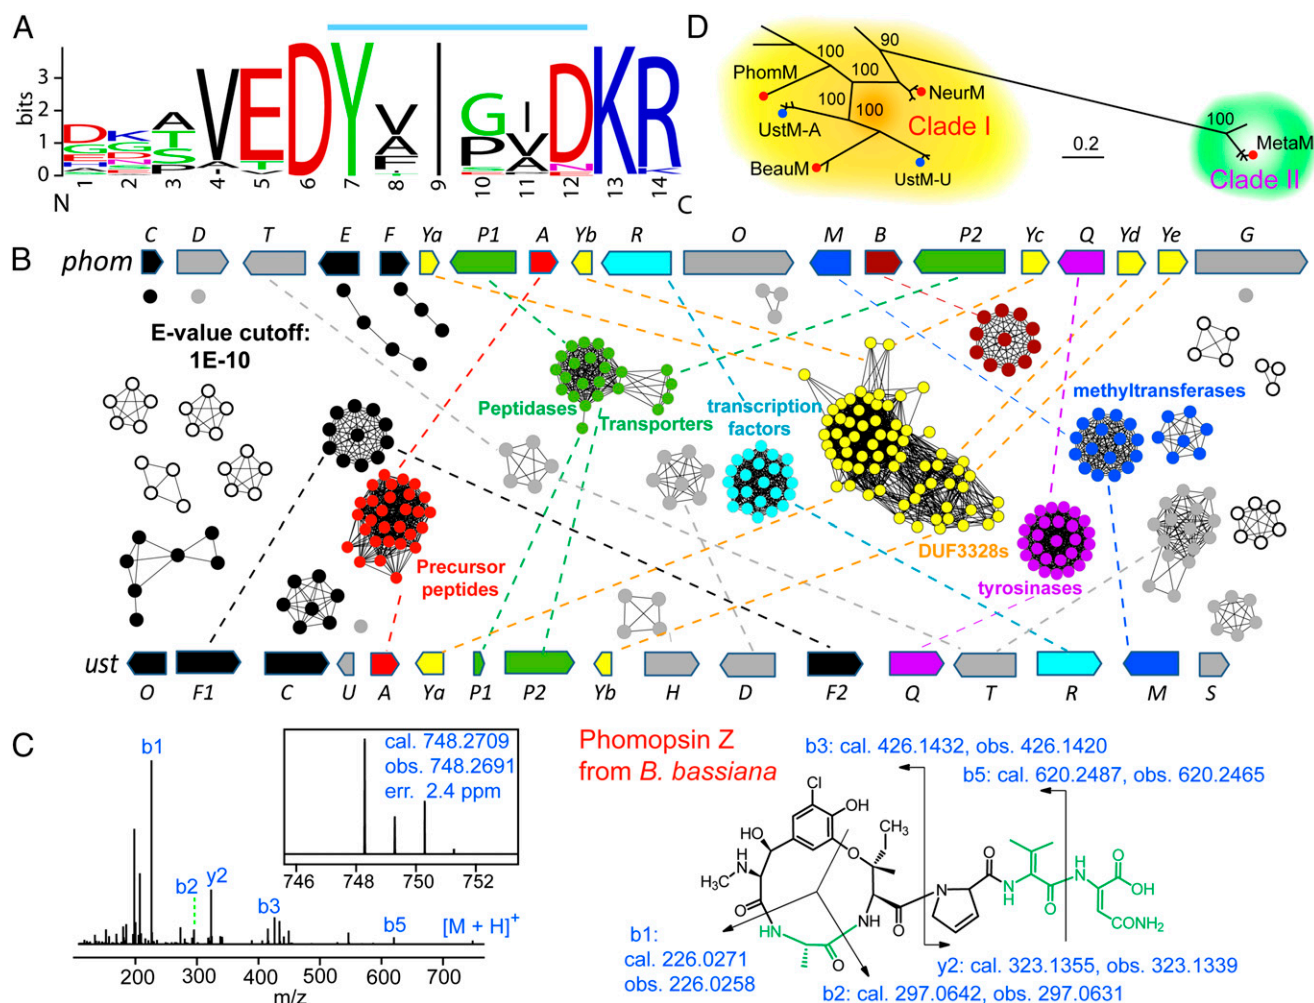 A
bits
3
2
1
0
1 2 3 4 5 6 7 8 9 10 11 12 13 14
N
C
V E D Y V I G I D K R
D
PhomM
UstM-A
BeauM
NeurM
UstM-U
MetaM
Clade I
Clade II
100
90
100
100
100
100
0.2
B
phom
C D T E F Ya P1 A Yb R O M B P2 Yc Q Yd Ye G
E-value cutoff:
1E-10
Peptidases
Transporters
transcription
factors
methyltransferases
Precursor
peptides
DUF3328s
tyrosinases
ust
O F1 C U A Ya P1 P2 Yb H D F2 Q T R M S
C
b1
b2
y2
b3
b5
[M + H]+
200 300 400 500 600 700
m/z
cal. 748.2709
obs. 748.2691
err. 2.4 ppm
746 748 750 752
Phomopsin Z
from B. bassiana
b3: cal. 426.1432, obs. 426.1420
b5: cal. 620.2487, obs. 620.2465
Cl
OH
HO
CH3
O
HN
H3C
O
NH
HN
O
O
N
O
H
N
O
H
N
O
OH
CONH2
b1:
cal. 226.0271
obs. 226.0258
y2: cal. 323.1355, obs. 323.1339
b2: cal. 297.0642, obs. 297.0631